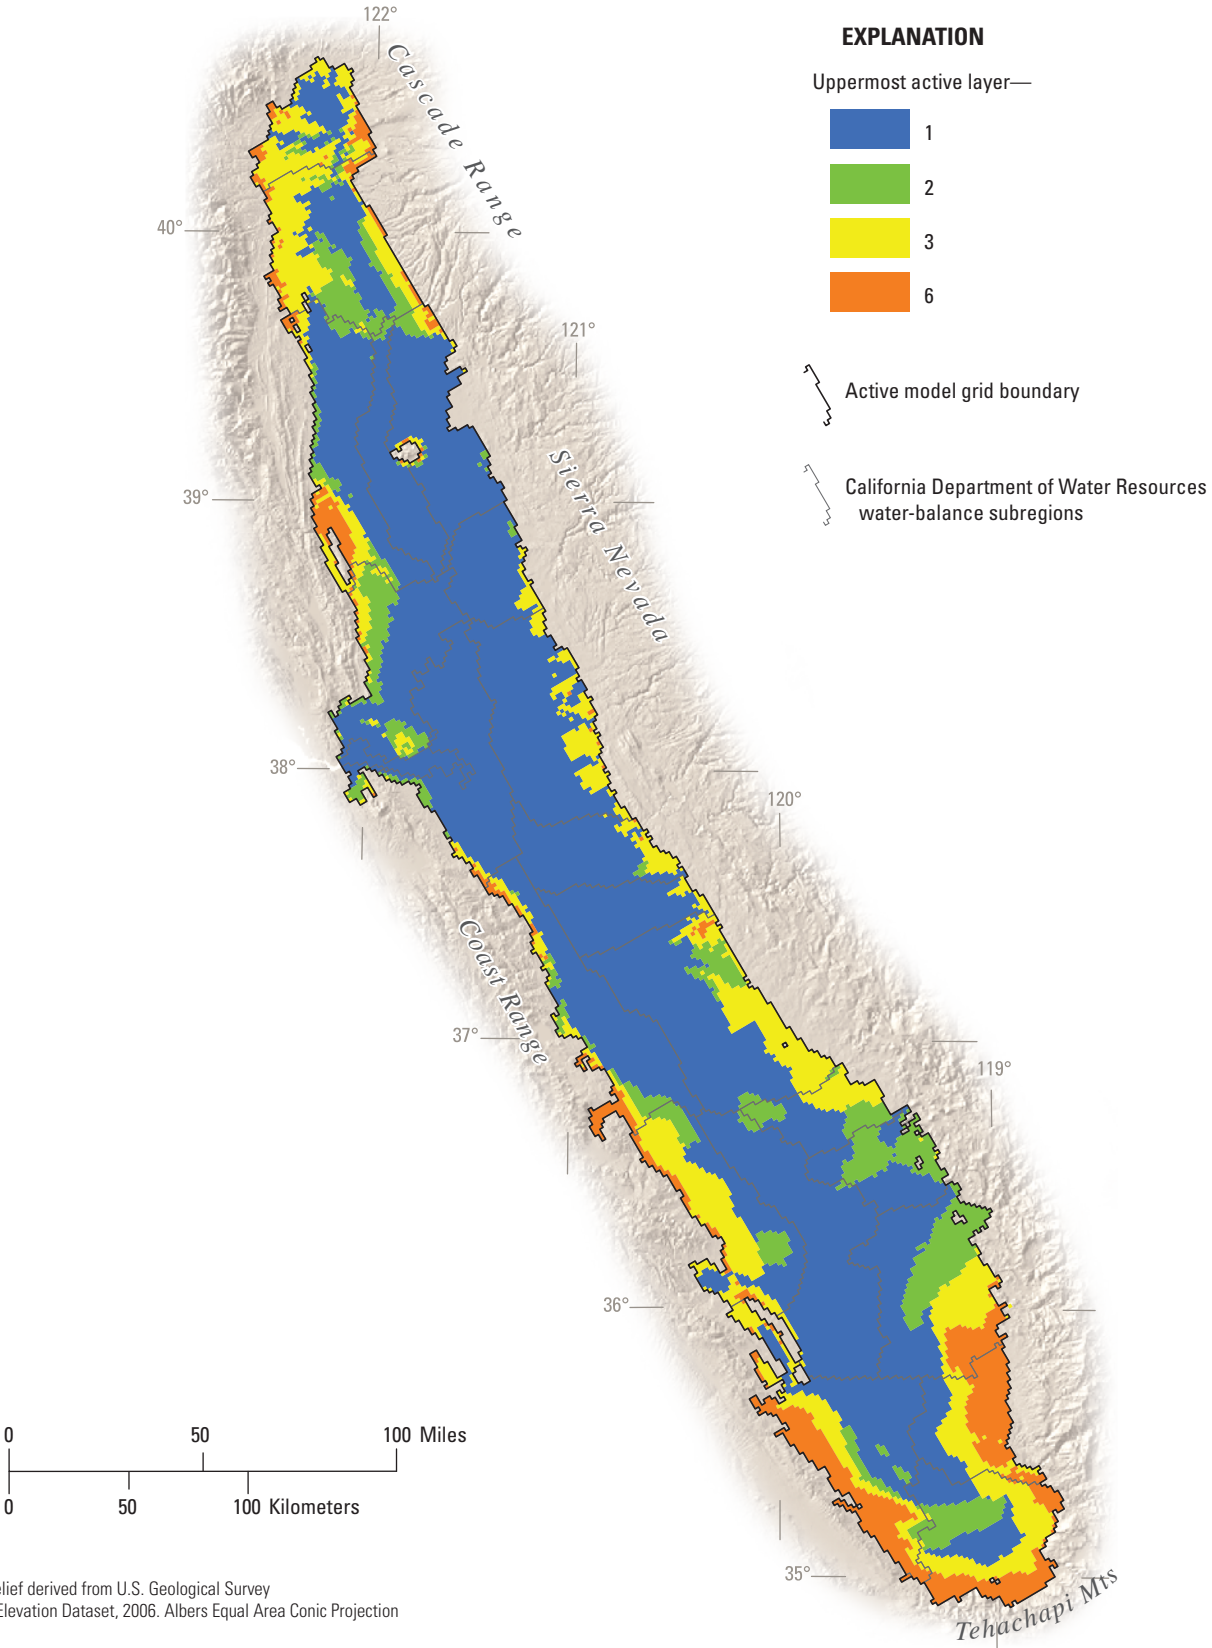 122°
EXPLANATION
Uppermost active layer—
1
2
3
6
Active model grid boundary
California Department of Water Resources
water-balance subregions
Cascade Range
40°
121°
Sierra Nevada
39°
38°
120°
Coast Range
37°
119°
36°
0 50 100 Miles
0 50 100 Kilometers
35°
Tehachapi Mts
lief derived from U.S. Geological Survey
Elevation Dataset, 2006. Albers Equal Area Conic Projection